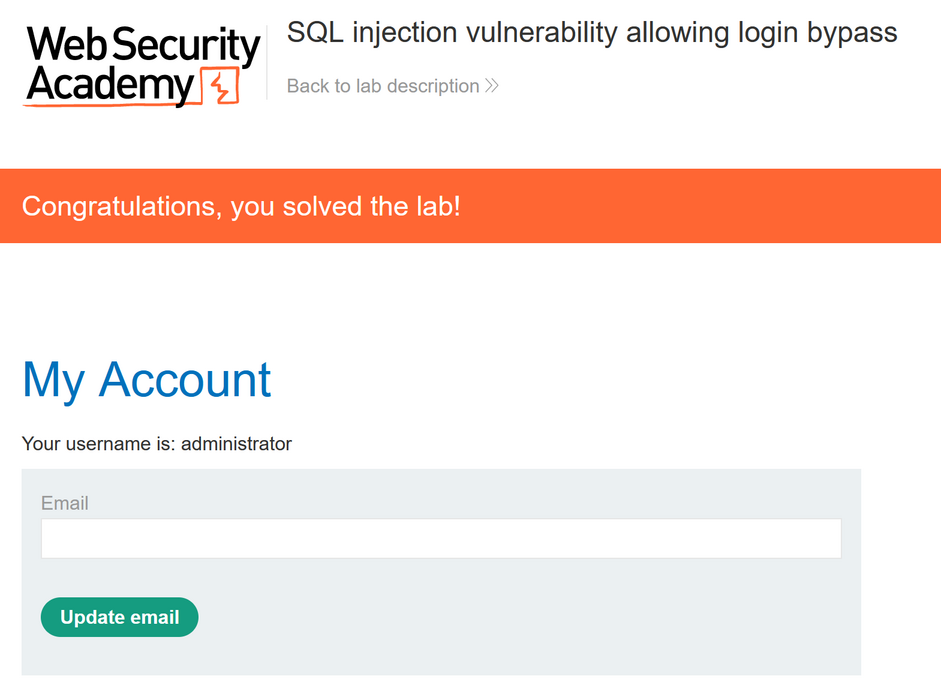 Web Security
Academy
SQL injection vulnerability allowing login bypass
Back to lab description
Congratulations, you solved the lab!
My Account
Your username is: administrator
Email
Update email